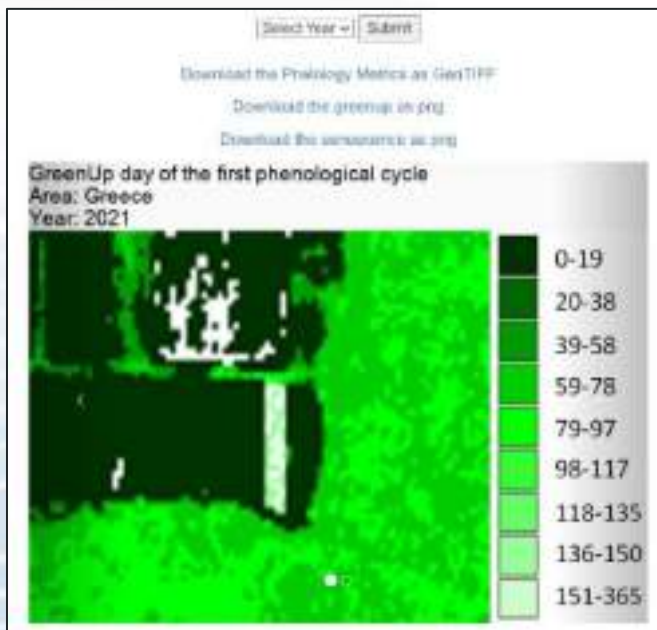 Select Year Submit
Download the Phenology Metrics as GeoTIFF
Download the greenup as png
Download the senescence as png
GreenUp day of the first phenological cycle
Area: Greece
Year: 2021
0-19
20-38
39-58
59-78
79-97
98-117
118-135
136-150
151-365